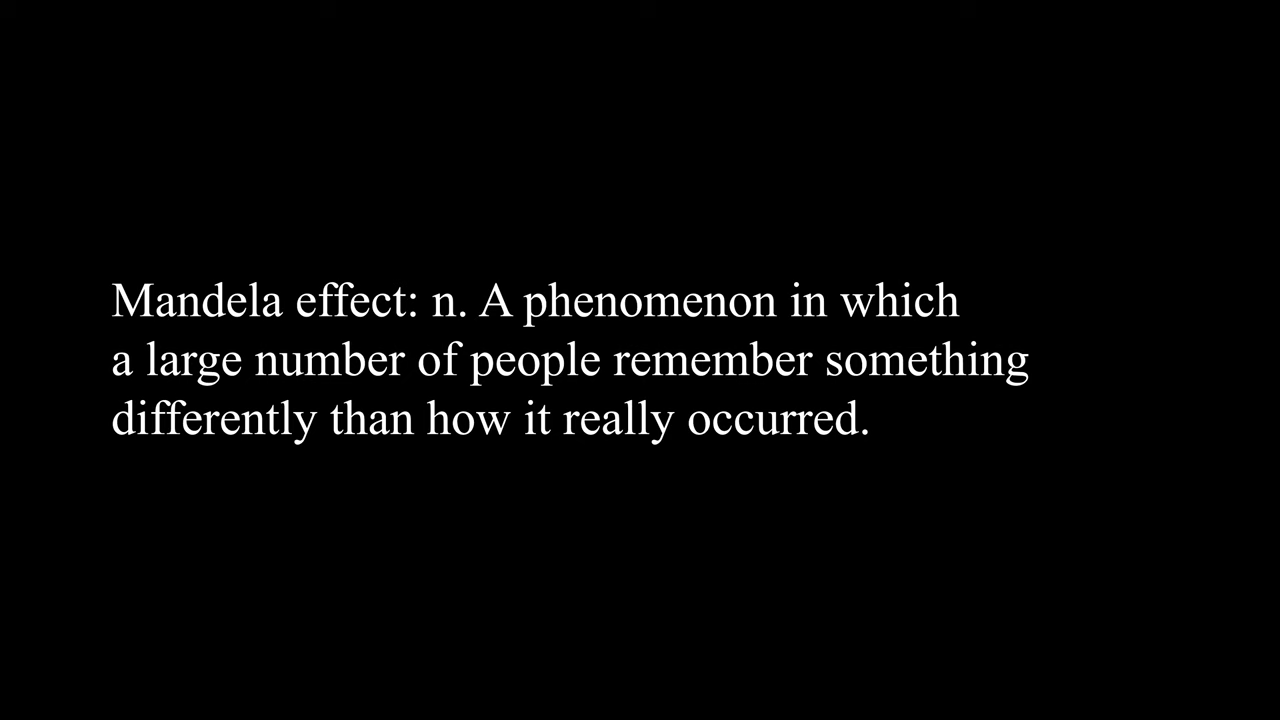 Mandela effect: n. A phenomenon in which
a large number of people remember something
differently than how it really occurred.